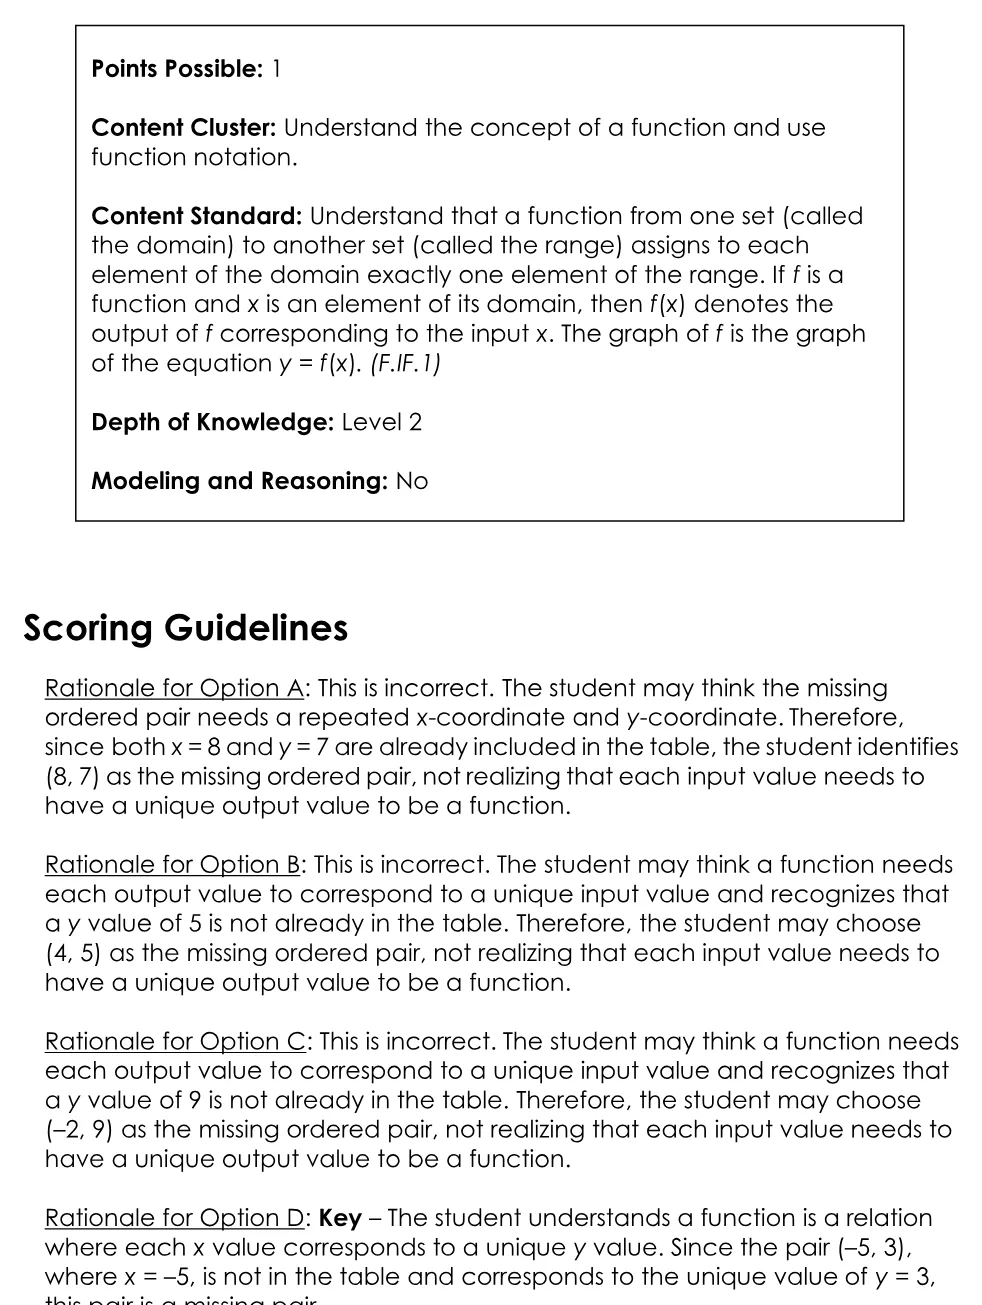 Points Possible: 1
Content Cluster: Understand the concept of a function and use
function notation.
Content Standard: Understand that a function from one set (called
the domain) to another set (called the range) assigns to each
element of the domain exactly one element of the range. If f is a
function and x is an element of its domain, then f(x) denotes the
output of f corresponding to the input x. The graph of f is the graph
of the equation y = f(x). (F.IF.1)
Depth of Knowledge: Level 2
Modeling and Reasoning: No
Scoring Guidelines
Rationale for Option A: This is incorrect. The student may think the missing
ordered pair needs a repeated x-coordinate and y-coordinate. Therefore,
since both x = 8 and y = 7 are already included in the table, the student identifies
(8, 7) as the missing ordered pair, not realizing that each input value needs to
have a unique output value to be a function.
Rationale for Option B: This is incorrect. The student may think a function needs
each output value to correspond to a unique input value and recognizes that
a y value of 5 is not already in the table. Therefore, the student may choose
(4, 5) as the missing ordered pair, not realizing that each input value needs to
have a unique output value to be a function.
Rationale for Option C: This is incorrect. The student may think a function needs
each output value to correspond to a unique input value and recognizes that
a y value of 9 is not already in the table. Therefore, the student may choose
(–2, 9) as the missing ordered pair, not realizing that each input value needs to
have a unique output value to be a function.
Rationale for Option D: Key – The student understands a function is a relation
where each x value corresponds to a unique y value. Since the pair (–5, 3),
where x = –5, is not in the table and corresponds to the unique value of y = 3,
this pair is a missing pair.